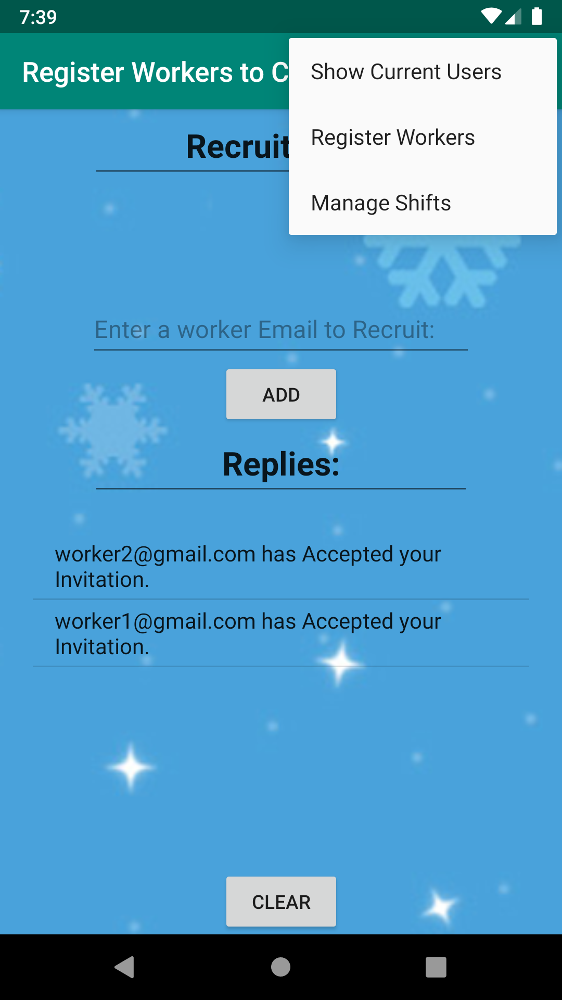 7:39
Register Workers to C
Show Current Users
Register Workers
Manage Shifts
Recruit
Enter a worker Email to Recruit:
ADD
Replies:
worker2@gmail.com has Accepted your
Invitation.
worker1@gmail.com has Accepted your
Invitation.
CLEAR